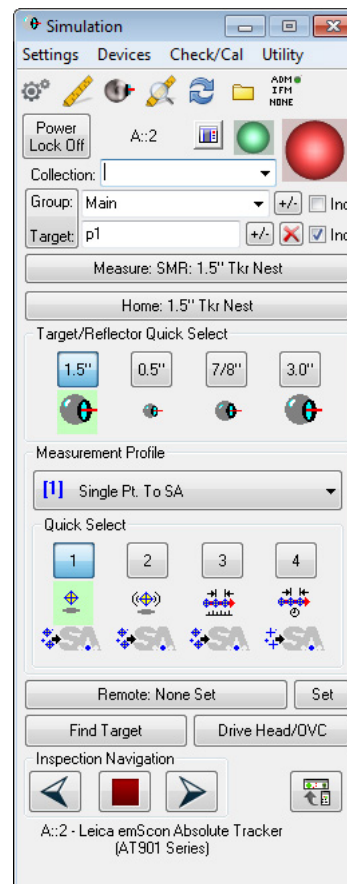 Simulation
Settings Devices Check/Cal Utility
ADM
IFM
NONE
Power
Lock Off
A::2
Collection:
Group: Main +/- Inc
Target: p1 +/- Inc
Measure: SMR: 1.5" Tkr Nest
Home: 1.5" Tkr Nest
Target/Reflector Quick Select
1.5" 0.5" 7/8" 3.0"
Measurement Profile
[1] Single Pt. To SA
Quick Select
1 2 3 4
SA SA SA SA
Remote: None Set Set
Find Target Drive Head/OVC
Inspection Navigation
A::2 - Leica emScon Absolute Tracker
(AT901 Series)